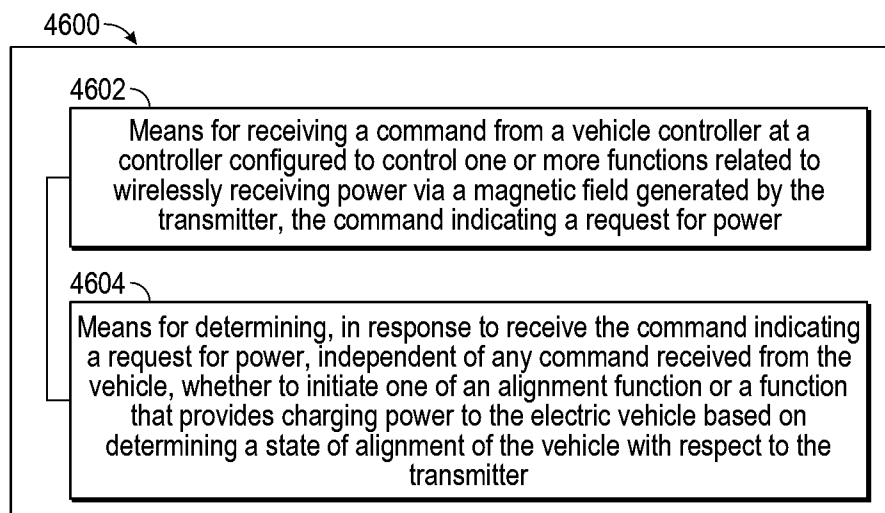 4600
4602
Means for receiving a command from a vehicle controller at a
controller configured to control one or more functions related to
wirelessly receiving power via a magnetic field generated by the
transmitter, the command indicating a request for power
4604
Means for determining, in response to receive the command indicating
a request for power, independent of any command received from the
vehicle, whether to initiate one of an alignment function or a function
that provides charging power to the electric vehicle based on
determining a state of alignment of the vehicle with respect to the
transmitter